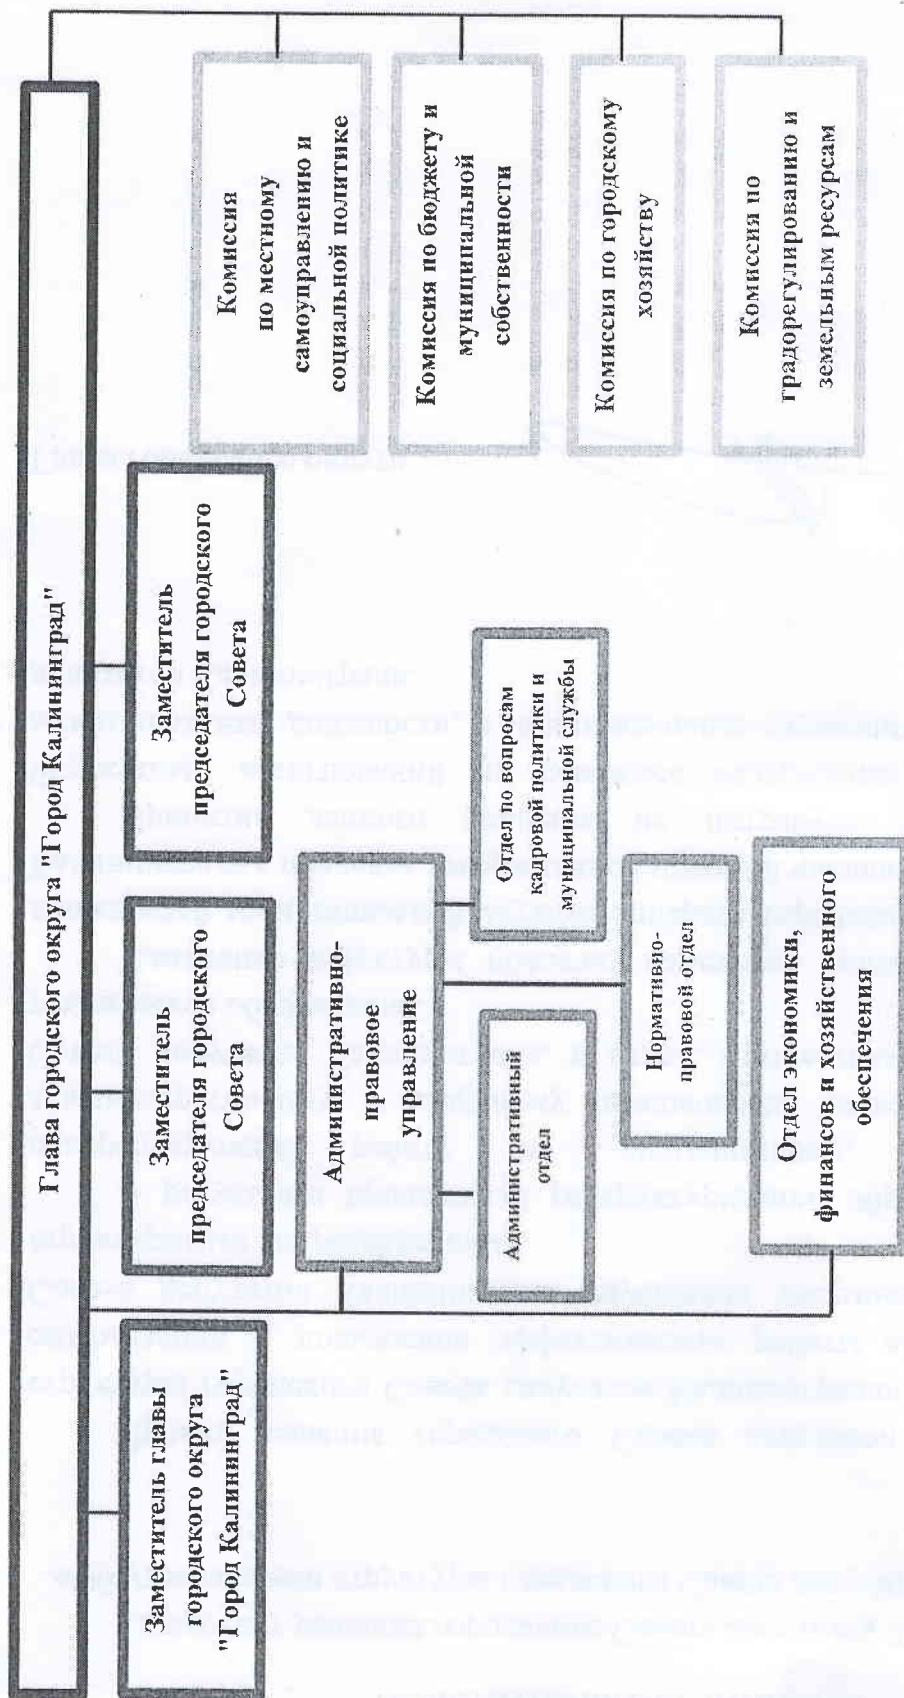 Глава городского округа "Город Калининград"
Заместитель главы
городского округа
"Город Калининград"
Заместитель
председателя городского
Совета
Заместитель
председателя городского
Совета
Административно-
правовое
управление
Административный
отдел
Отдел по вопросам
кадровой политики и
муниципальной службы
Нормативно-
правовой отдел
Отдел экономики,
финансов и хозяйственного
обеспечения
Комиссия
по местному
самоуправлению и
социальной политике
Комиссия по бюджету и
муниципальной
собственности
Комиссия по городскому
хозяйству
Комиссия по
градорегулированию и
земельным ресурсам